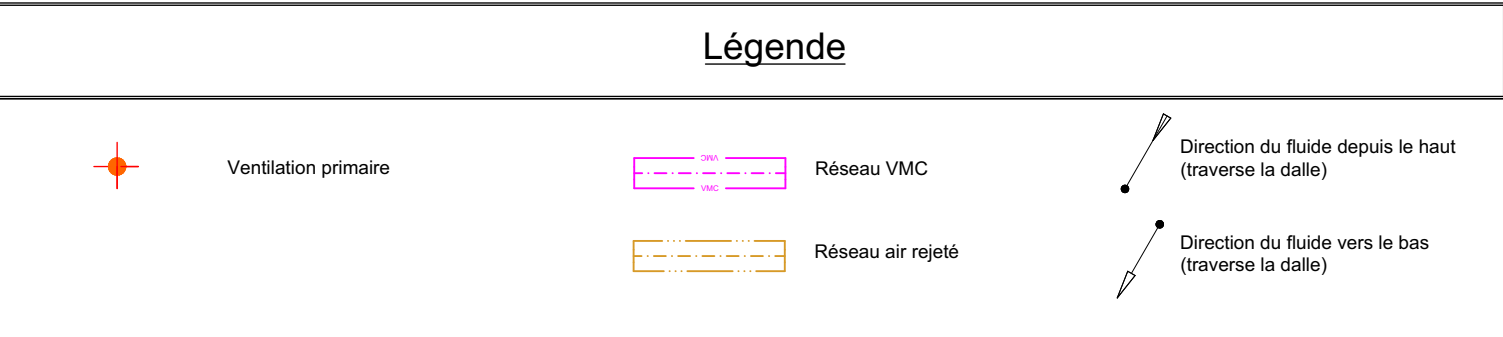 Légende
Ventilation primaire
VMC
VMC
Réseau VMC
Réseau air rejeté
Direction du fluide depuis le haut
(traverse la dalle)
Direction du fluide vers le bas
(traverse la dalle)